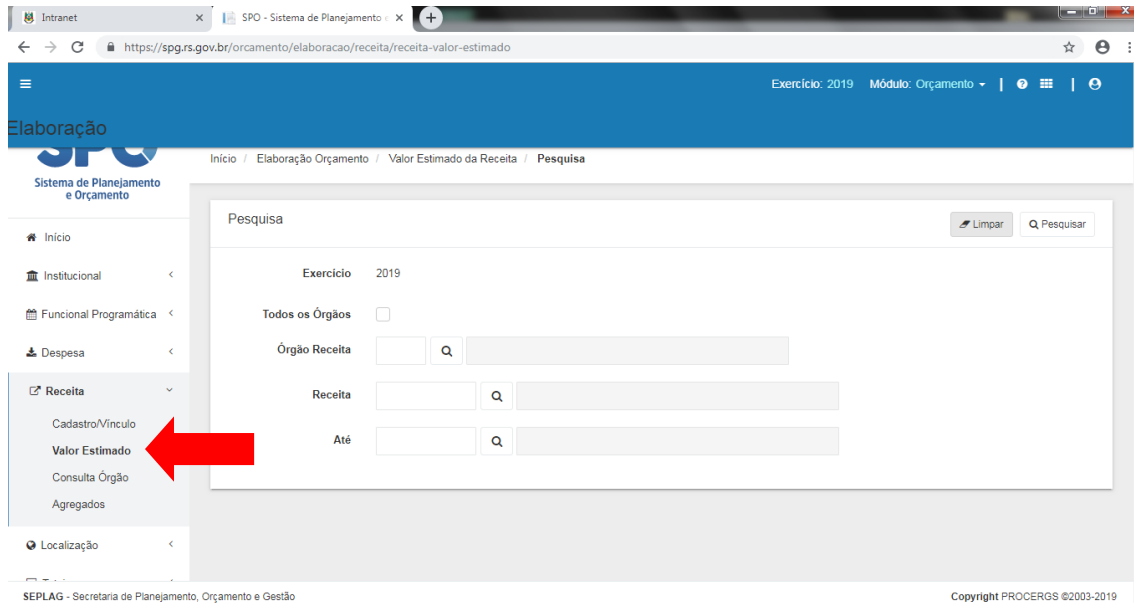 Intranet
SPO - Sistema de Planejamento
https://spg.rs.gov.br/orcamento/elaboracao/receita/receita-valor-estimado
Exercício: 2019 Módulo: Orçamento
Elaboração
SPO
Sistema de Planejamento
e Orçamento
Início / Elaboração Orçamento / Valor Estimado da Receita / Pesquisa
Pesquisa
Limpar
Pesquisar
Início
Institucional
Funcional Programática
Despesa
Receita
Cadastro/Vínculo
Valor Estimado
Consulta Órgão
Agregados
Localização
Exercício 2019
Todos os Órgãos
Órgão Receita
Receita
Até
SEPLAG - Secretaria de Planejamento, Orçamento e Gestão
Copyright PROCERGS ©2003-2019